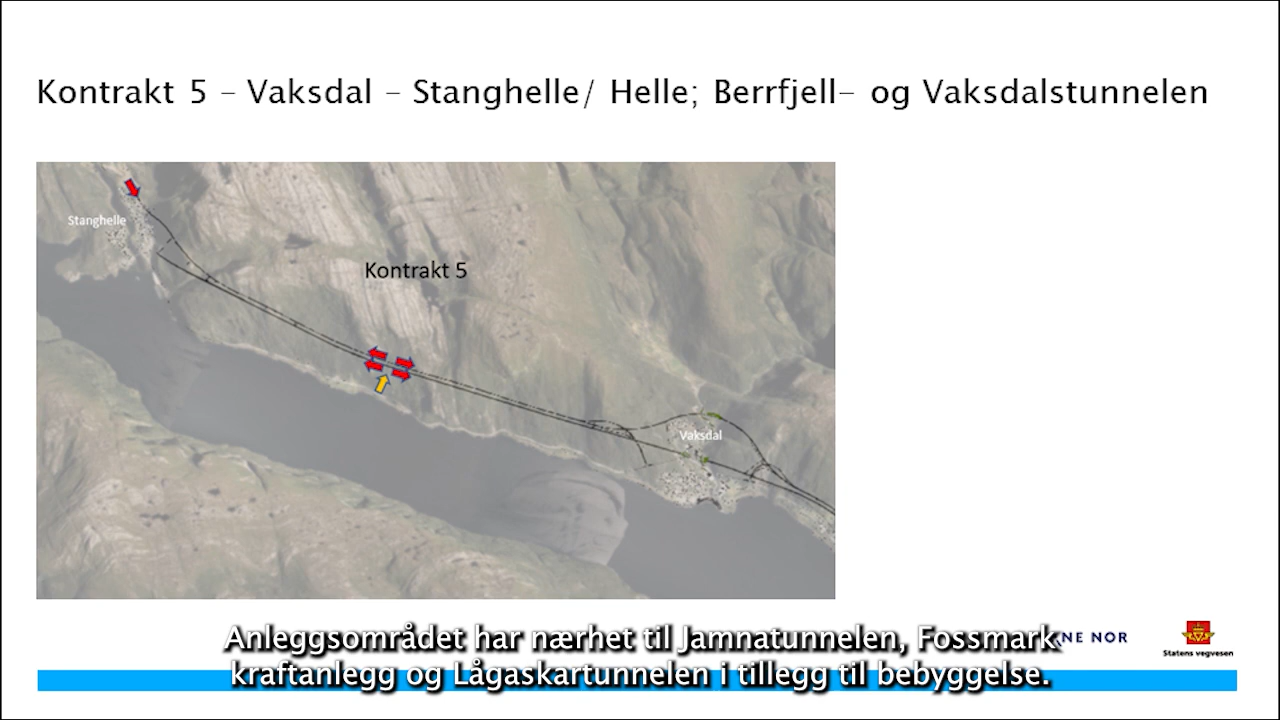 Kontrakt 5 – Vaksdal – Stanghelle/ Helle; Berrfjell– og Vaksdalstunnelen
Stanghelle
Kontrakt 5
Vaksdal
NE NOR
Statens vegvesen
Anleggsområdet har nærhet til Jamnatunnelen, Fossmark
kraftanlegg og Lågaskartunnelen i tillegg til bebyggelse.